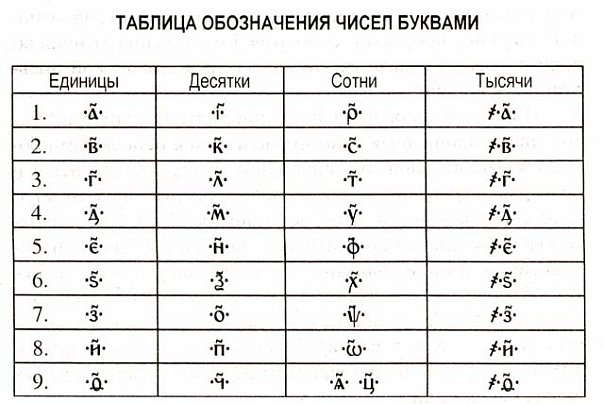 ТАБЛИЦА ОБОЗНАЧЕНИЯ ЧИСЕЛ БУКВАМИ
Единицы Десятки Сотни Тысячи
1. ·а҃· ·і҃· ·р҃· ҂·а҃·
2. ·в҃· ·к҃· ·с҃· ҂·в҃·
3. ·г҃· ·л҃· ·т҃· ҂·г҃·
4. ·д҃· ·м҃· ·у҃· ҂·д҃·
5. ·є҃· ·н҃· ·ф҃· ҂·є҃·
6. ·ѕ҃· ·ѯ҃· ·х҃· ҂·ѕ҃·
7. ·з҃· ·о҃· ·ѱ҃· ҂·з҃·
8. ·и҃· ·п҃· ·ѡ҃· ҂·и҃·
9. ·ѳ҃· ·ч҃· ·ѧ҃· ·ц҃· ҂·ѳ҃·